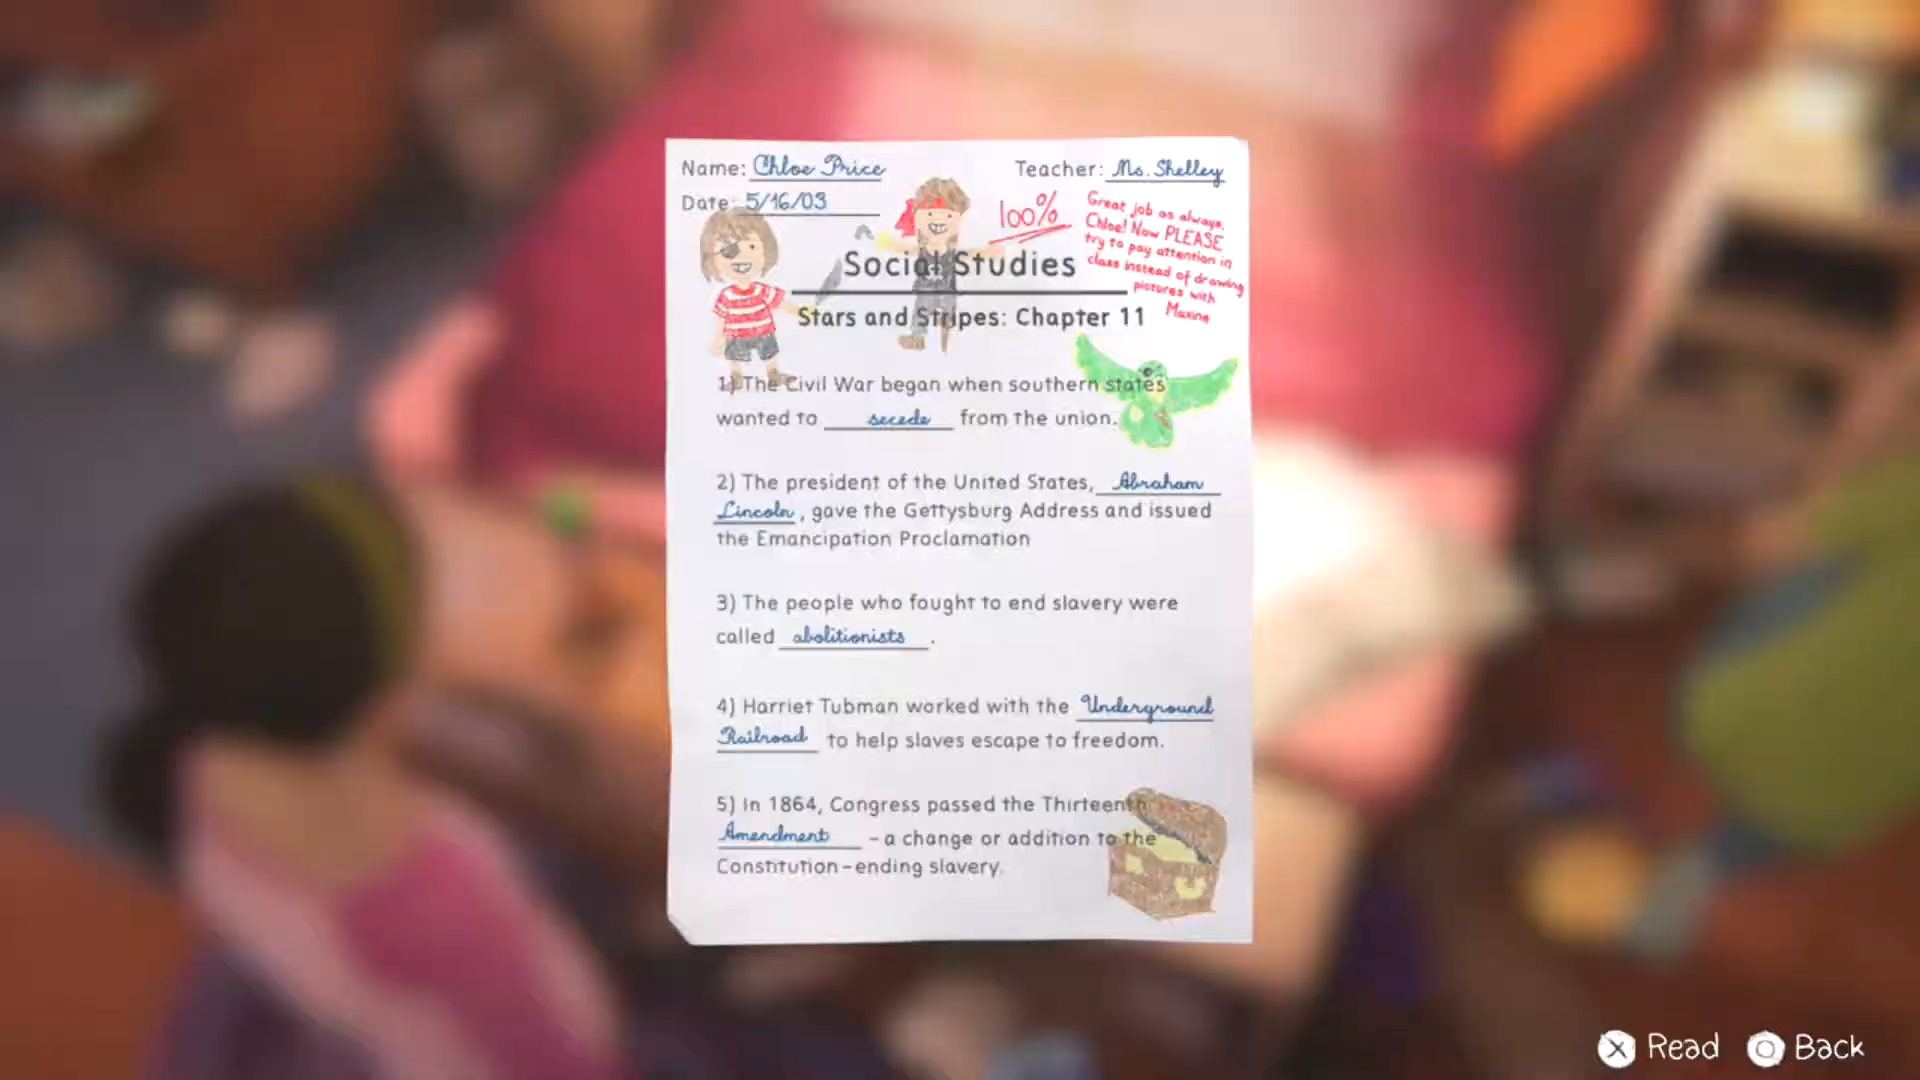 Name: Chloe Price
Teacher: Ms. Shelley
Date: 5/16/03
100%
Great job as always,
Chloe! Now PLEASE
try to pay attention in
class instead of drawing
pictures with
Maxine
Social Studies
Stars and Stripes: Chapter 11
1) The Civil War began when southern states
wanted to secede from the union.
2) The president of the United States, Abraham
Lincoln, gave the Gettysburg Address and issued
the Emancipation Proclamation
3) The people who fought to end slavery were
called abolitionists.
4) Harriet Tubman worked with the Underground
Railroad to help slaves escape to freedom.
5) In 1864, Congress passed the Thirteenth
Amendment - a change or addition to the
Constitution-ending slavery.
Read
Back